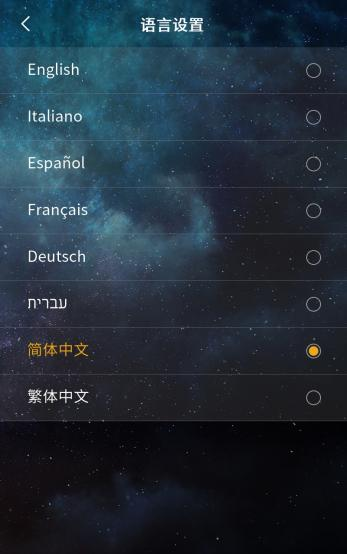 语言设置
English
Italiano
Español
Français
Deutsch
עברית
简体中文
繁体中文